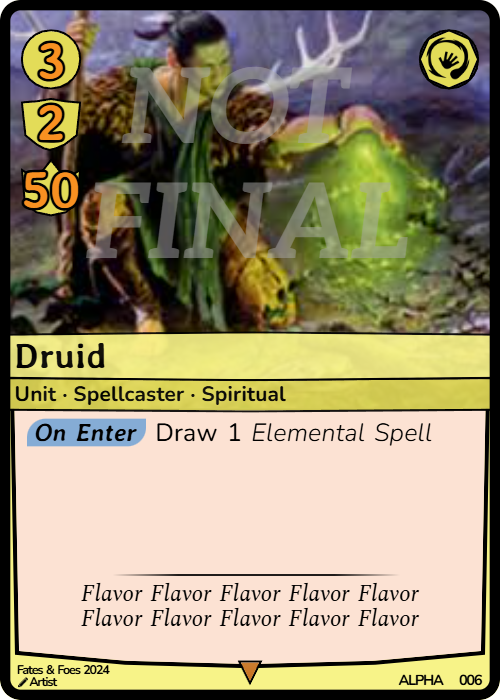 3
2
50
NOT
FINAL
Druid
Unit · Spellcaster · Spiritual
On Enter Draw 1 Elemental Spell
Flavor Flavor Flavor Flavor Flavor
Flavor Flavor Flavor Flavor Flavor
Fates & Foes 2024
Artist
ALPHA 006